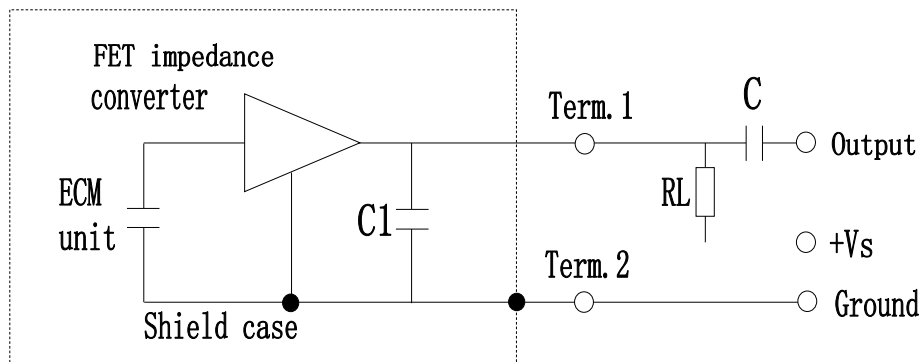 FET impedance
converter
Term.1
C
Output
ECM
unit
C1
RL
+Vs
Term.2
Ground
Shield case